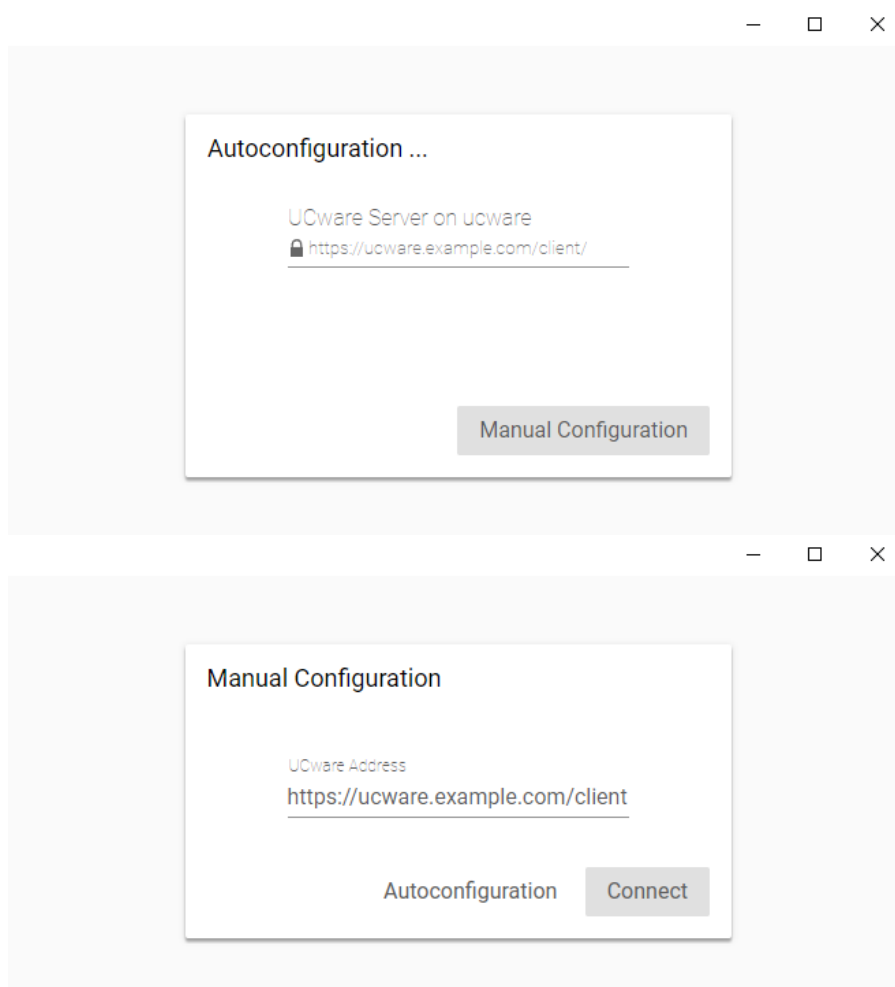 Autoconfiguration ...
UCware Server on ucware
https://ucware.example.com/client/
Manual Configuration
Manual Configuration
UCware Address
https://ucware.example.com/client
Autoconfiguration
Connect